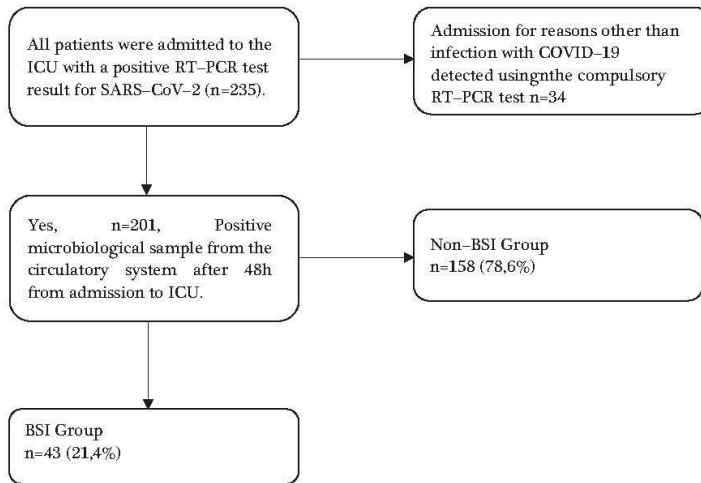 All patients were admitted to the
ICU with a positive RT–PCR test
result for SARS–CoV–2 (n=235).
Admission for reasons other than
infection with COVID–19
detected usingnthe compulsory
RT–PCR test n=34
Yes, n=201, Positive
microbiological sample from the
circulatory system after 48h
from admission to ICU.
Non–BSI Group
n=158 (78,6%)
BSI Group
n=43 (21,4%)